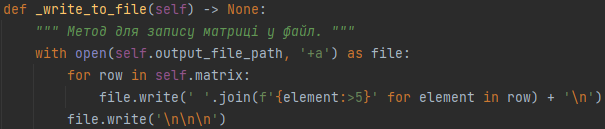 def _write_to_file(self) -> None:
""" Метод для запису матриці у файл. """
with open(self.output_file_path, '+a') as file:
for row in self.matrix:
file.write(' '.join(f'{element:>5}' for element in row) + '\n')
file.write('\n\n\n')